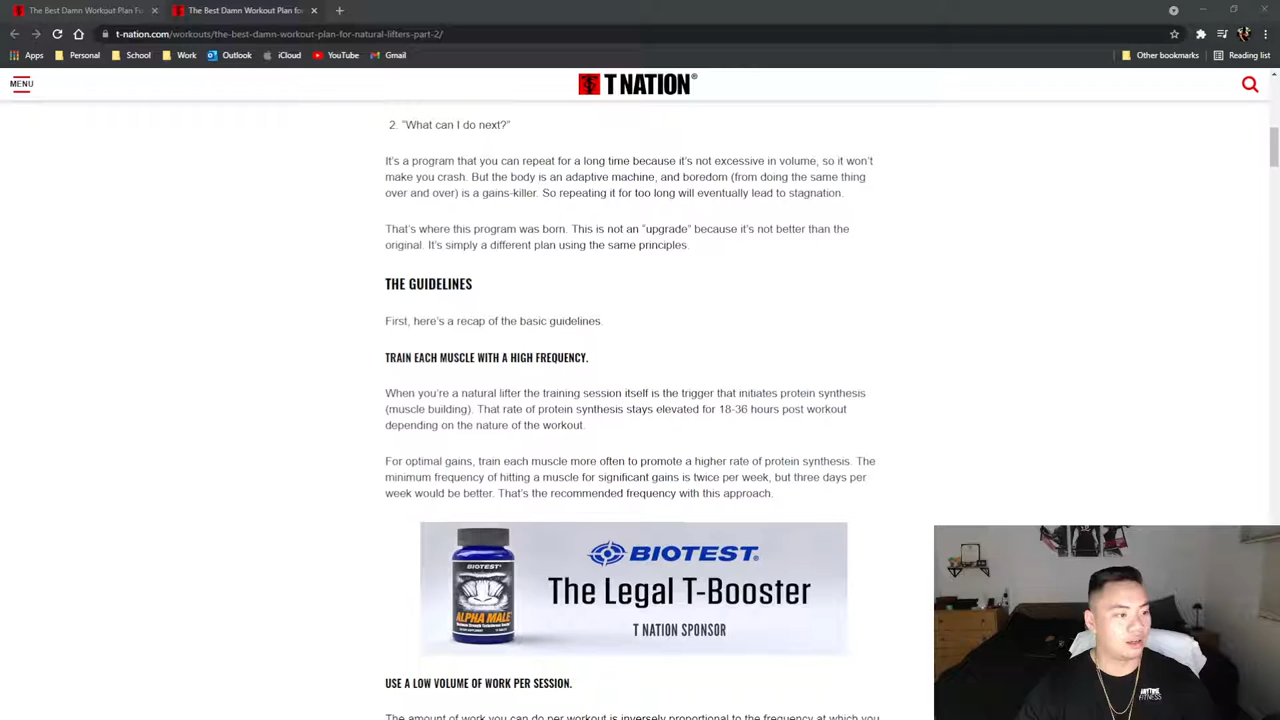 The Best Damn Workout Plan Fu
The Best Damn Workout Plan for
t-nation.com/workouts/the-best-damn-workout-plan-for-natural-lifters-part-2/
Apps Personal School Work Outlook iCloud YouTube Gmail Other bookmarks Reading list
MENU
T NATION®
2. "What can I do next?"
It's a program that you can repeat for a long time because it's not excessive in volume, so it won't
make you crash. But the body is an adaptive machine, and boredom (from doing the same thing
over and over) is a gains-killer. So repeating it for too long will eventually lead to stagnation.
That's where this program was born. This is not an "upgrade" because it's not better than the
original. It's simply a different plan using the same principles.
THE GUIDELINES
First, here's a recap of the basic guidelines.
TRAIN EACH MUSCLE WITH A HIGH FREQUENCY.
When you're a natural lifter the training session itself is the trigger that initiates protein synthesis
(muscle building). That rate of protein synthesis stays elevated for 18-36 hours post workout
depending on the nature of the workout.
For optimal gains, train each muscle more often to promote a higher rate of protein synthesis. The
minimum frequency of hitting a muscle for significant gains is twice per week, but three days per
week would be better. That's the recommended frequency with this approach.
BIOTEST
ALPHA MALE
BIOTEST®
The Legal T-Booster
T NATION SPONSOR
USE A LOW VOLUME OF WORK PER SESSION.
The amount of work you can do per workout is inversely proportional to the frequency at which you
ANYTIME
FITNESS